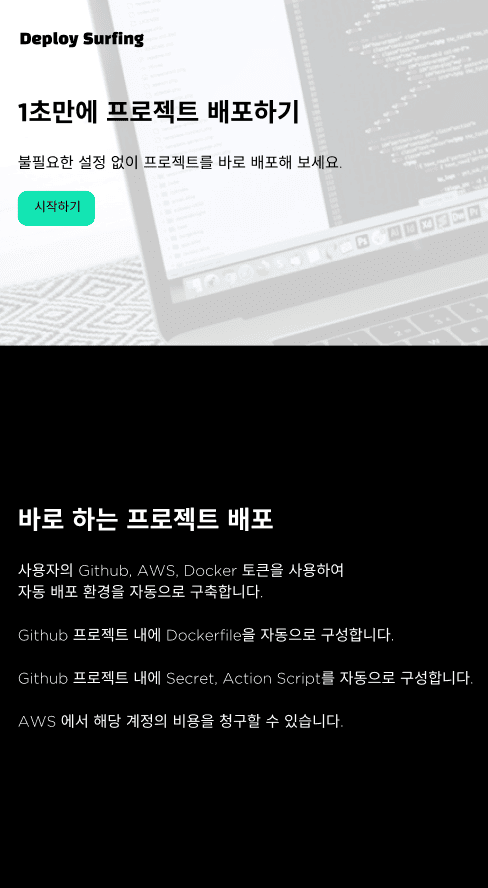 Deploy Surfing
1초만에 프로젝트 배포하기
불필요한 설정 없이 프로젝트를 바로 배포해 보세요.
시작하기
바로 하는 프로젝트 배포
사용자의 Github, AWS, Docker 토큰을 사용하여
자동 배포 환경을 자동으로 구축합니다.
Github 프로젝트 내에 Dockerfile을 자동으로 구성합니다.
Github 프로젝트 내에 Secret, Action Script를 자동으로 구성합니다.
AWS 에서 해당 계정의 비용을 청구할 수 있습니다.